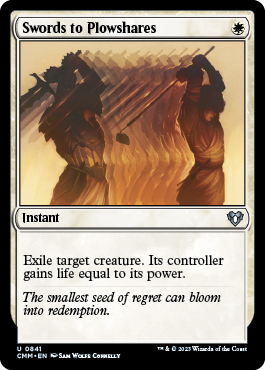 Swords to Plowshares
Instant
Exile target creature. Its controller
gains life equal to its power.
The smallest seed of regret can bloom
into redemption.
U 0841
CMM • EN Sam Wolfe Connelly
™ & © 2023 Wizards of the Coast